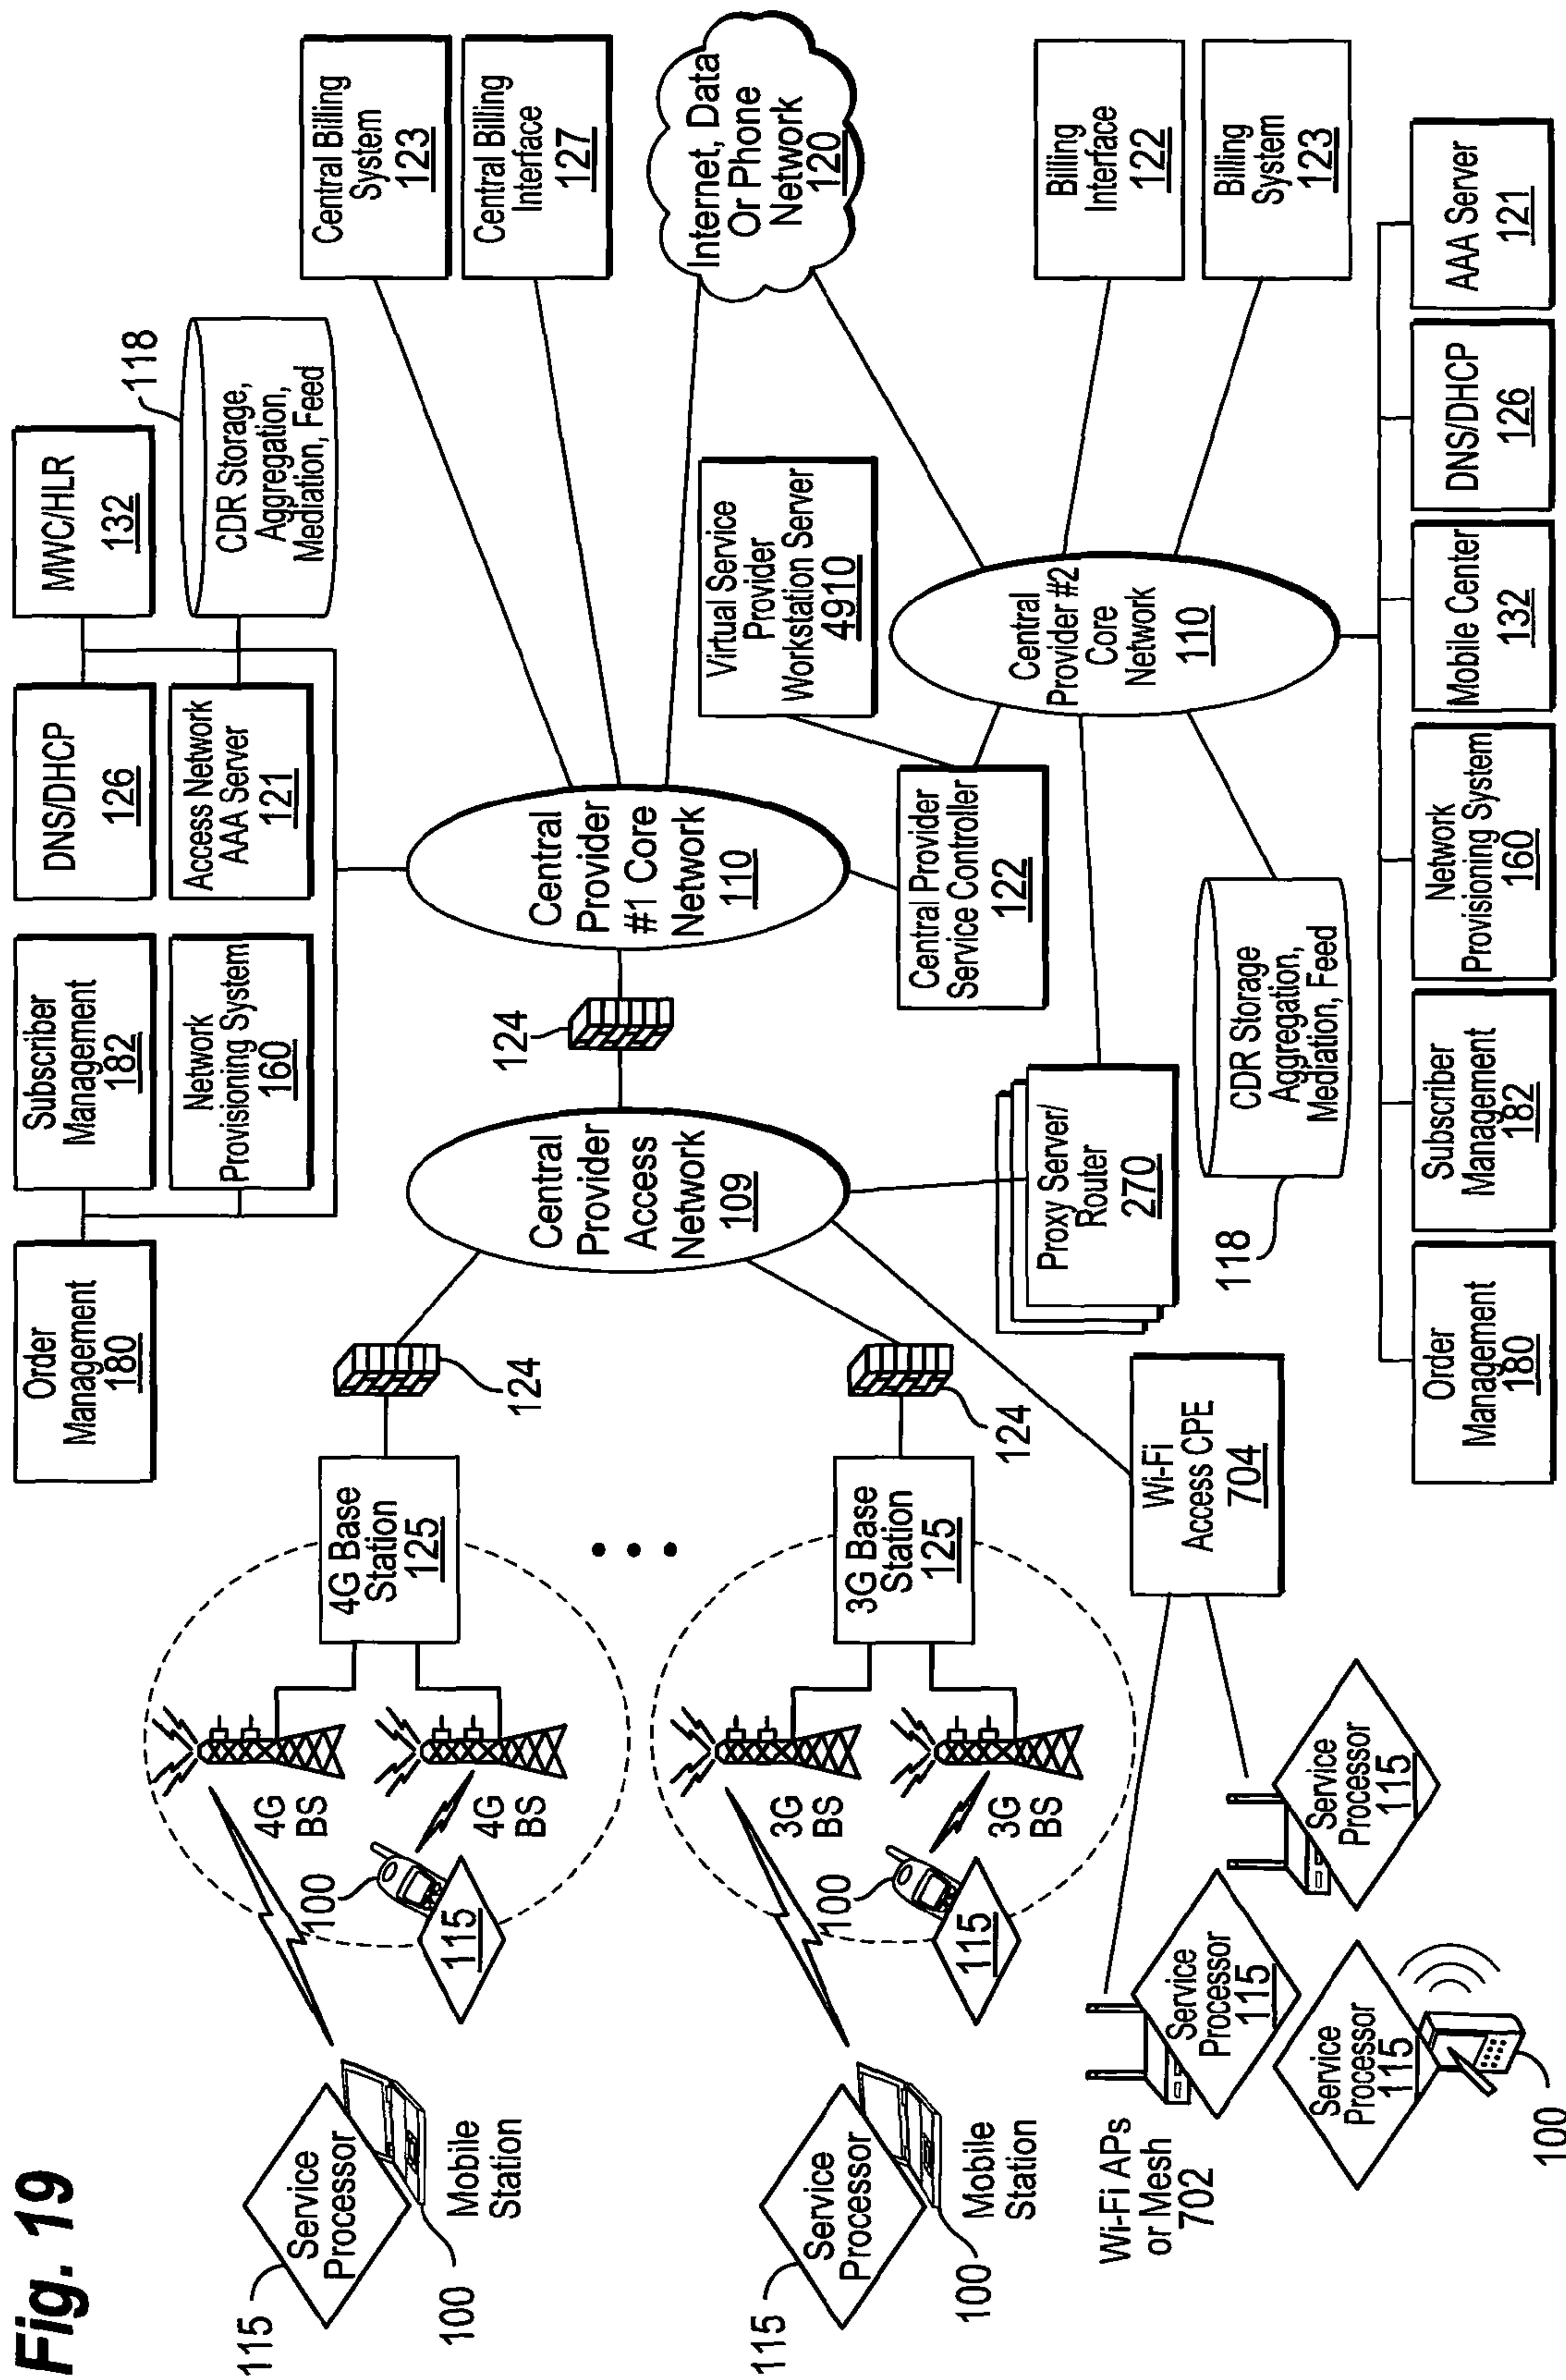 Fig. 19
Order
Management
180
Subscriber
Management
182
Network
Provisioning System
160
DNS/DHCP
126
Access Network
AAA Server
121
MWC/HLR
132
118
CDR Storage,
Aggregation,
Mediation, Feed
Central Billing
System
123
Central Billing
Interface
127
Internet, Data
Or Phone
Network
120
Billing
Interface
122
Billing
System
123
Virtual Service
Provider
Workstation Server
4910
Central
Provider #2
Core
Network
110
Central
Provider
#1 Core
Network
110
Central Provider
Service Controller
122
124
Central
Provider
Access
Network
109
Proxy Server/
Router
270
118
CDR Storage
Aggregation,
Mediation, Feed
124
124
4G Base
Station
125
4G
BS
4G
BS
100
115
3G Base
Station
125
3G
BS
3G
BS
100
115
115
Service
Processor
100
Mobile
Station
115
Service
Processor
100
Mobile
Station
Wi-Fi
Access CPE
704
Wi-Fi APs
or Mesh
702
Service
Processor
115
Service
Processor
115
Service
Processor
115
100
Order
Management
180
Subscriber
Management
182
Network
Provisioning System
160
Mobile Center
132
DNS/DHCP
126
AAA Server
121